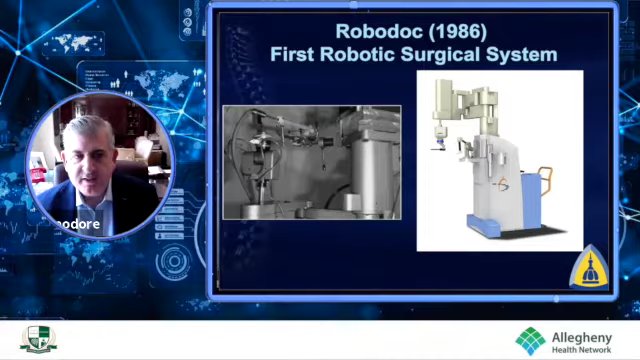 Robodoc (1986)
First Robotic Surgical System
odore
Allegheny
Health Network